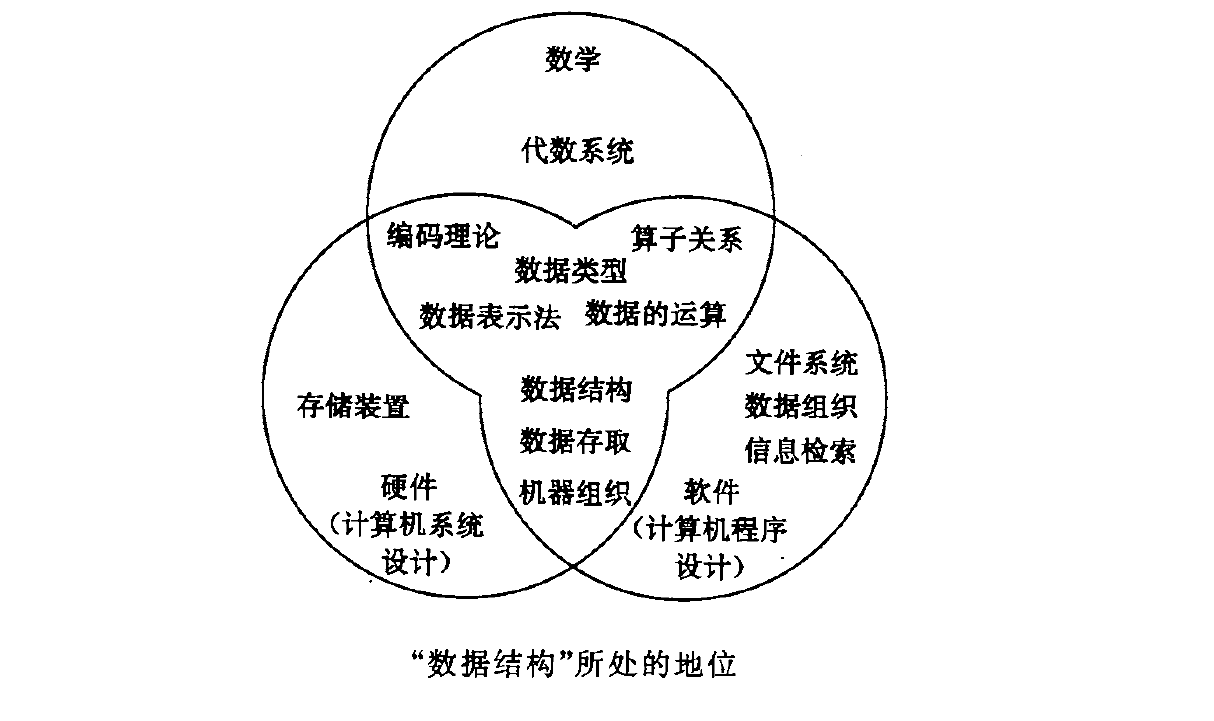 数学
代数系统
编码理论
算子关系
数据类型
数据表示法
数据的运算
数据结构
数据存取
机器组织
存储装置
硬件
(计算机系统
设计)
文件系统
数据组织
信息检索
软件
(计算机程序
设计)
“数据结构”所处的地位